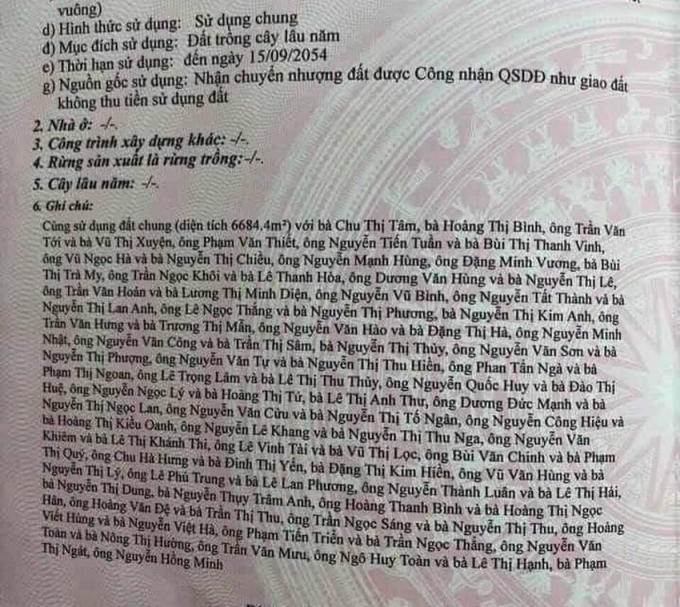 vuông)
d) Hình thức sử dụng: Sử dụng chung
đ) Mục đích sử dụng: Đất trồng cây lâu năm
e) Thời hạn sử dụng: đến ngày 15/09/2054
g) Nguồn gốc sử dụng: Nhận chuyển nhượng đất được Công nhận QSDĐ như giao đất
không thu tiền sử dụng đất
2. Nhà ở: -/-.
3. Công trình xây dựng khác: -/-.
4. Rừng sản xuất là rừng trồng: -/-.
5. Cây lâu năm: -/-.
6. Ghi chú:
Cùng sử dụng đất chung (diện tích 6684.4m²) với bà Chu Thị Tâm, bà Hoàng Thị Bình, ông Trần Văn
Tới và bà Vũ Thị Xuyện, ông Phạm Văn Thiết, ông Nguyễn Tiến Tuấn và bà Bùi Thị Thanh Vinh,
ông Vũ Ngọc Hà và bà Nguyễn Thị Chiều, ông Nguyễn Mạnh Hùng, ông Đặng Minh Vương, bà Bùi
Thị Trà My, ông Trần Ngọc Khôi và bà Lê Thanh Hòa, ông Dương Văn Hùng và bà Nguyễn Thị Lê,
ông Trần Văn Hoán và bà Lương Thị Minh Diện, ông Nguyễn Vũ Bình, ông Nguyễn Tất Thành và bà
Nguyễn Thị Lan Anh, ông Lê Ngọc Thắng và bà Nguyễn Thị Phương, bà Nguyễn Thị Kim Anh, ông
Trần Văn Hưng và bà Trương Thị Mẫn, ông Nguyễn Văn Hào và bà Đặng Thị Hà, ông Nguyễn Minh
Nhật, ông Nguyễn Văn Công và bà Trần Thị Sâm, bà Nguyễn Thị Thủy, ông Nguyễn Văn Sơn và bà
Nguyễn Thị Phượng, ông Nguyễn Văn Tự và bà Nguyễn Thị Thu Hiền, ông Phan Tấn Ngà và bà
Phạm Thị Ngoan, ông Lê Trọng Lâm và bà Lê Thị Thu Thủy, ông Nguyễn Quốc Huy và bà Đào Thị
Huệ, ông Nguyễn Ngọc Lý và bà Hoàng Thị Tứ, bà Lê Thị Anh Thư, ông Dương Đức Mạnh và bà
Nguyễn Thị Ngọc Lan, ông Nguyễn Văn Cửu và bà Nguyễn Thị Tố Ngân, ông Nguyễn Công Hiệu và
bà Hoàng Thị Kiều Oanh, ông Nguyễn Lê Khang và bà Nguyễn Thị Thu Nga, ông Nguyễn Văn
Khiêm và bà Lê Thị Khánh Thi, ông Lê Vinh Tài và bà Vũ Thị Lọc, ông Bùi Văn Chinh và bà Phạm
Thị Quý, ông Chu Hà Hưng và bà Đinh Thị Yến, bà Đặng Thị Kim Hiền, ông Vũ Văn Hùng và bà
Nguyễn Thị Lý, ông Lê Phú Trung và bà Lê Lan Phương, ông Nguyễn Thành Luân và bà Lê Thị Hải,
bà Nguyễn Thị Dung, bà Nguyễn Thụy Trâm Anh, ông Hoàng Thanh Bình và bà Hoàng Thị Ngọc
Hân, ông Hoàng Văn Đệ và bà Trần Thị Thu, ông Trần Ngọc Sáng và bà Nguyễn Thị Thu, ông Hoàng
Viết Hùng và bà Nguyễn Việt Hà, ông Phạm Tiến Triển và bà Trần Ngọc Thắng, ông Nguyễn Văn
Toàn và bà Nông Thị Hường, ông Trần Văn Mưu, ông Ngô Huy Toàn và bà Lê Thị Hạnh, bà Phạm
Thị Ngát, ông Nguyễn Hồng Minh